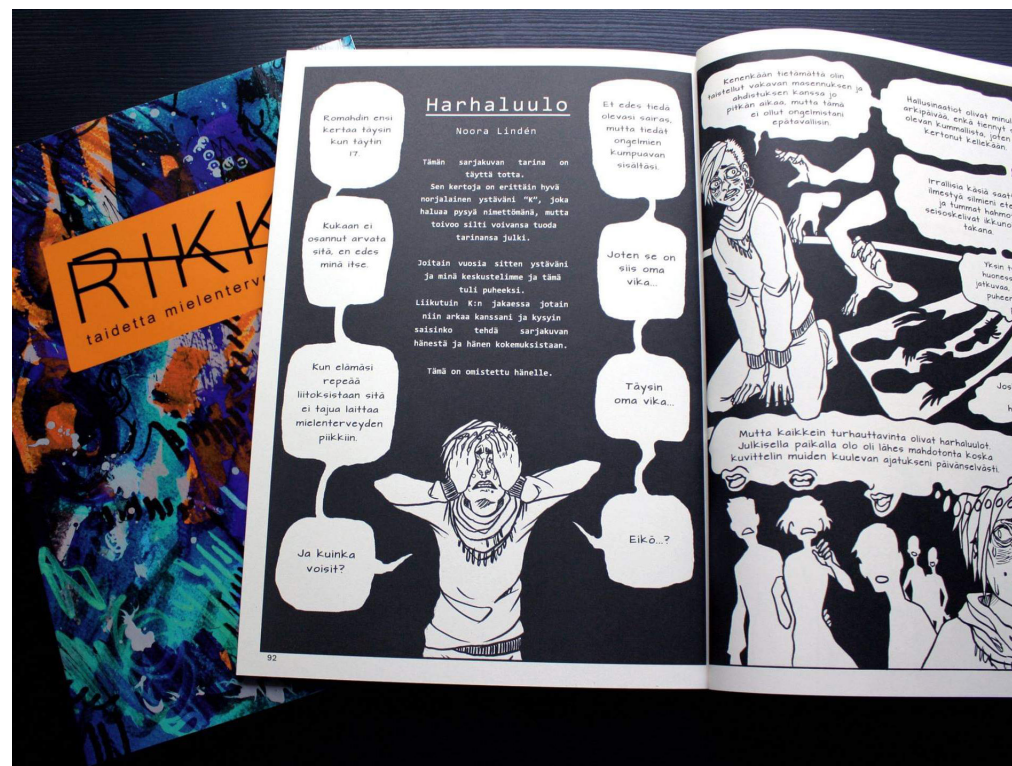 RIKK
taidetta mielenterv
Harhaluulo
Noora Lindén
Tämän sarjakuvan tarina on
täyttä totta.
Sen kertoja on erittäin hyvä
norjalainen ystäväni "K", joka
haluaa pysyä nimettömänä, mutta
toivoo silti voivansa tuoda
tarinansa julki.
Joitain vuosia sitten ystäväni
ja minä keskustelimme ja tämä
tuli puheeksi.
Liikutuin K:n jakaessa jotain
niin arkaa kanssani ja kysyin
saisinko tehdä sarjakuvan
hänestä ja hänen kokemuksistaan.
Tämä on omistettu hänelle.
Romahdin ensi
kertaa täysin
kun täytin
17.
Kukaan ei
osannut arvata
sitä, en edes
minä itse.
Kun elämäsi
repeää
liitoksistaan sitä
ei tajua laittaa
mielenterveyden
piikkiin.
Ja kuinka
voisit?
Et edes tiedä
olevasi sairas,
mutta tiedät
ongelmien
kumpuavan
sisältäsi.
Joten se on
siis oma
vika...
Täysin
oma vika...
Eikö...?
92
Kenenkään tietämättä olin
taistellut vakavan masennuksen ja
ahdistuksen kanssa jo
pitkän aikaa, mutta tämä
ei ollut ongelmistani
epätavallisin.
Hallusinaatiot olivat minul
arkipäivää, enkä tiennyt s
olevan kummallista, joten
kertonut kellekään.
Irrallisia käsiä saatt
ilmestyä silmieni ete
ja tummat hahmot
seisoskelivat ikkuno
takana.
Yksin t
huoness
jatkuvaa,
puheen
Jos
h
Mutta kaikkein turhauttavinta olivat harhaluulot.
Julkisella paikalla olo oli lähes mahdotonta koska
kuvittelin muiden kuulevan ajatukseni päivänselvästi.